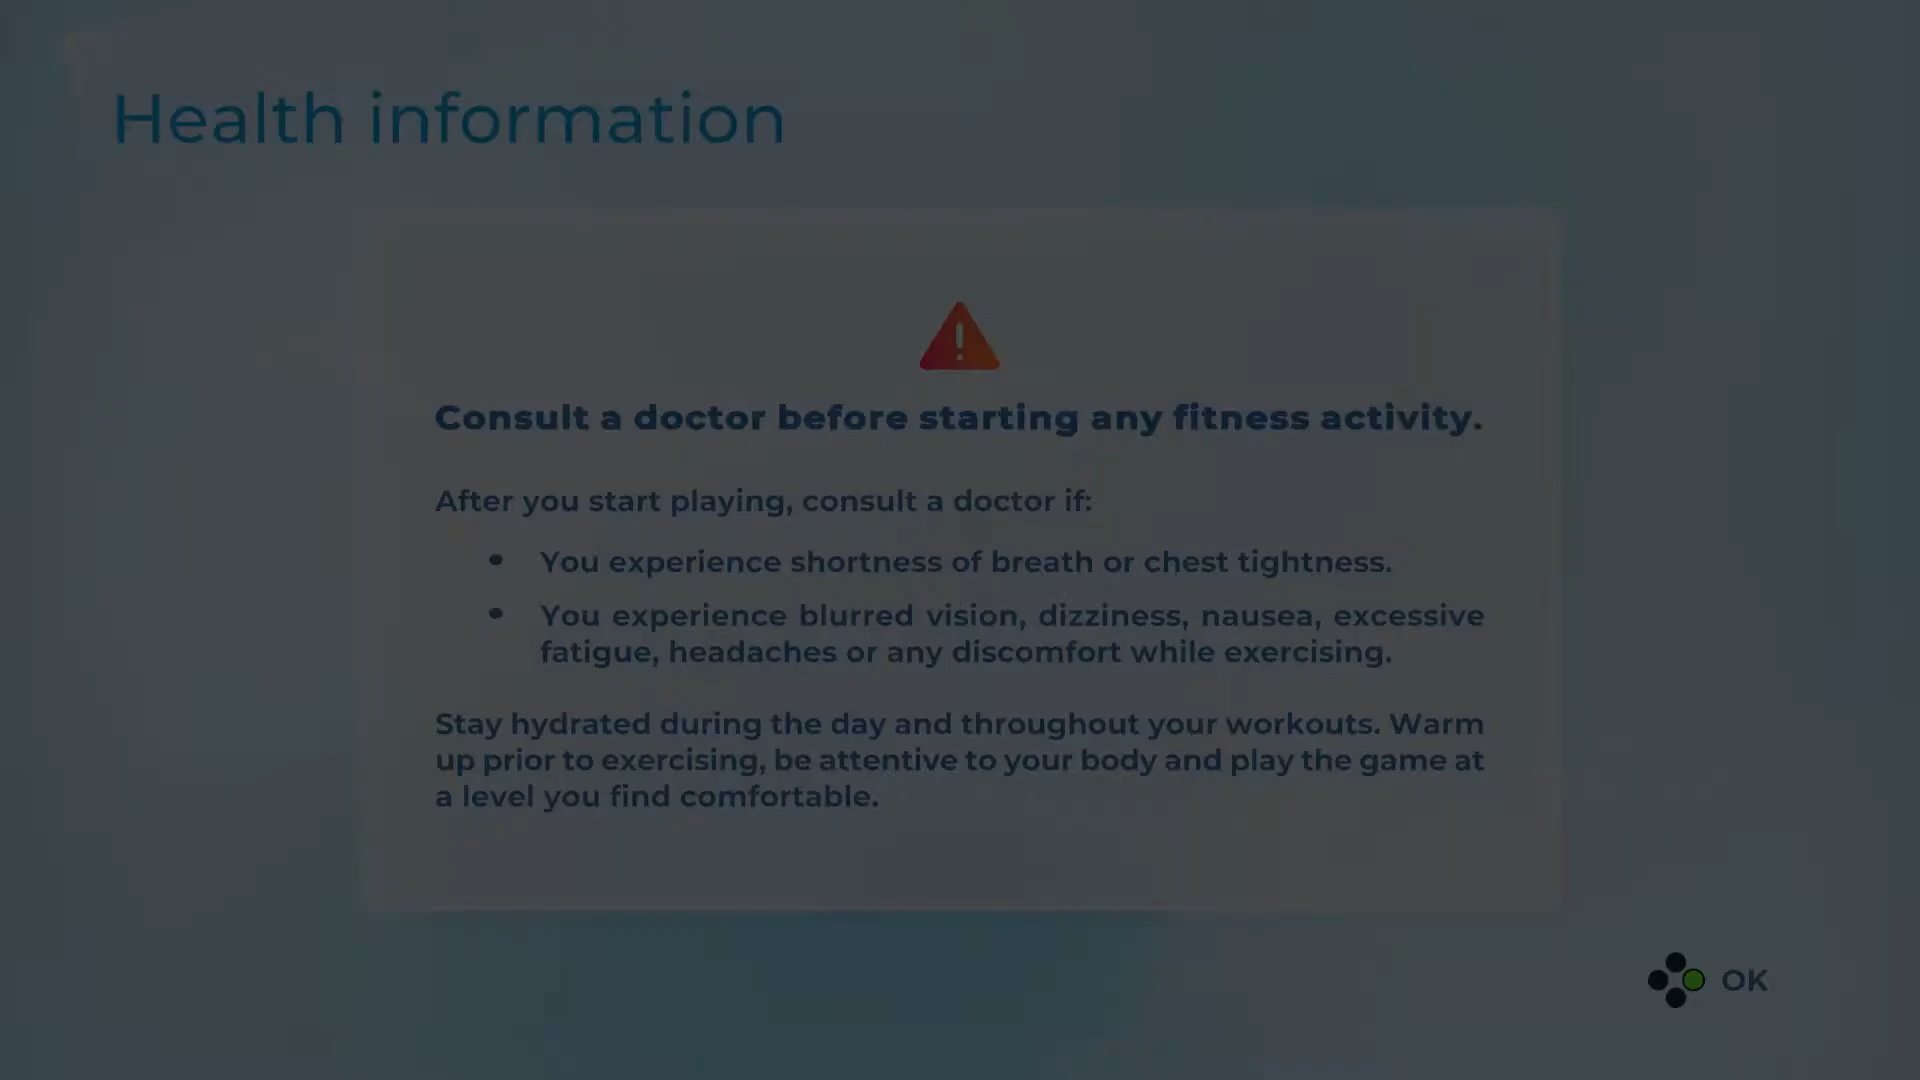 Health information
Consult a doctor before starting any fitness activity.
After you start playing, consult a doctor if:
• You experience shortness of breath or chest tightness.
• You experience blurred vision, dizziness, nausea, excessive
fatigue, headaches or any discomfort while exercising.
Stay hydrated during the day and throughout your workouts. Warm
up prior to exercising, be attentive to your body and play the game at
a level you find comfortable.
OK